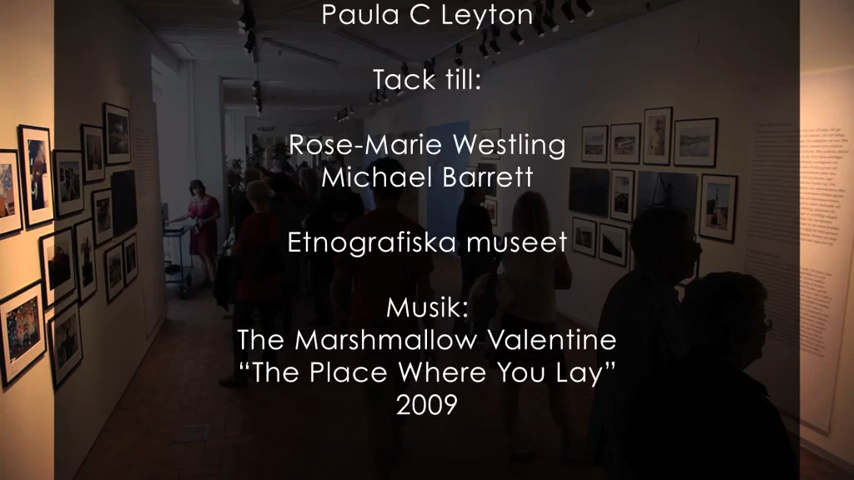 Paula C Leyton
Tack till:
Rose-Marie Westling
Michael Barrett
Etnografiska museet
Musik:
The Marshmallow Valentine
“The Place Where You Lay”
2009